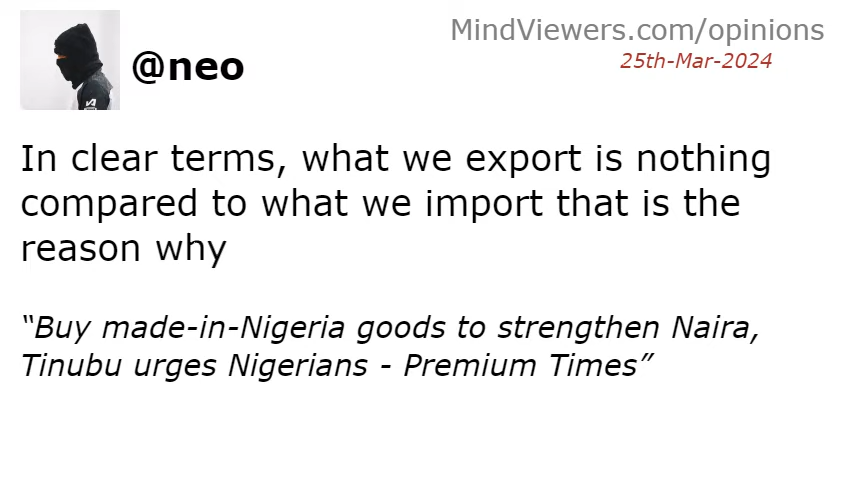 MindViewers.com/opinions
25th-Mar-2024
@neo
In clear terms, what we export is nothing
compared to what we import that is the
reason why
“Buy made-in-Nigeria goods to strengthen Naira,
Tinubu urges Nigerians - Premium Times”